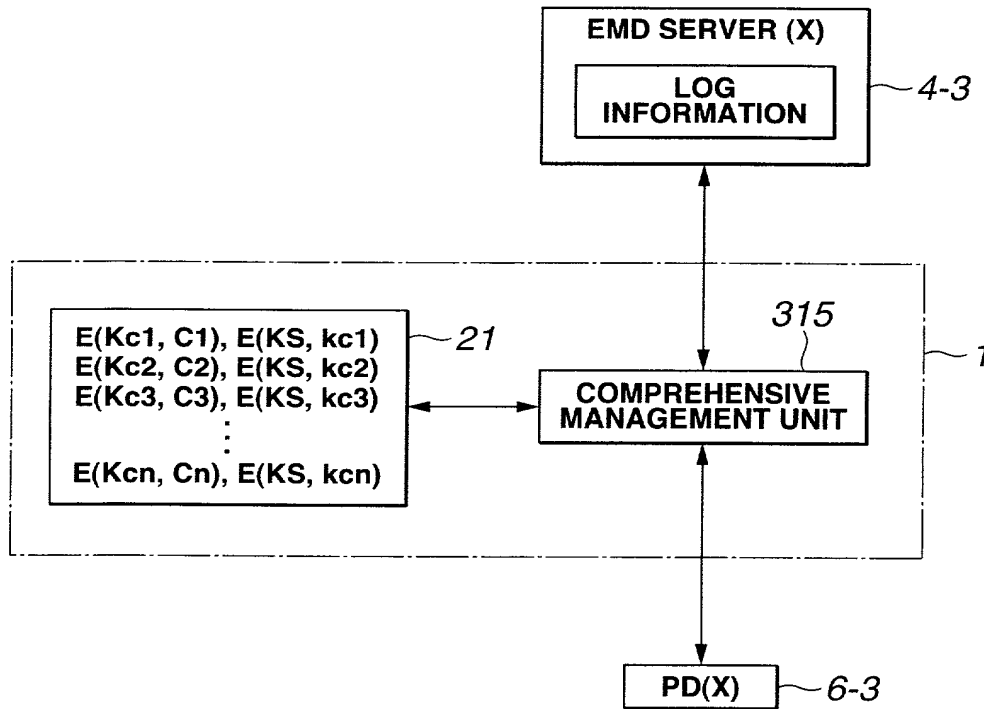 EMD SERVER (X)
LOG
INFORMATION
4-3
E(Kc1, C1), E(KS, kc1)
E(Kc2, C2), E(KS, kc2)
E(Kc3, C3), E(KS, kc3)
⋮
E(Kcn, Cn), E(KS, kcn)
21
315
COMPREHENSIVE
MANAGEMENT UNIT
1
PD(X)
6-3